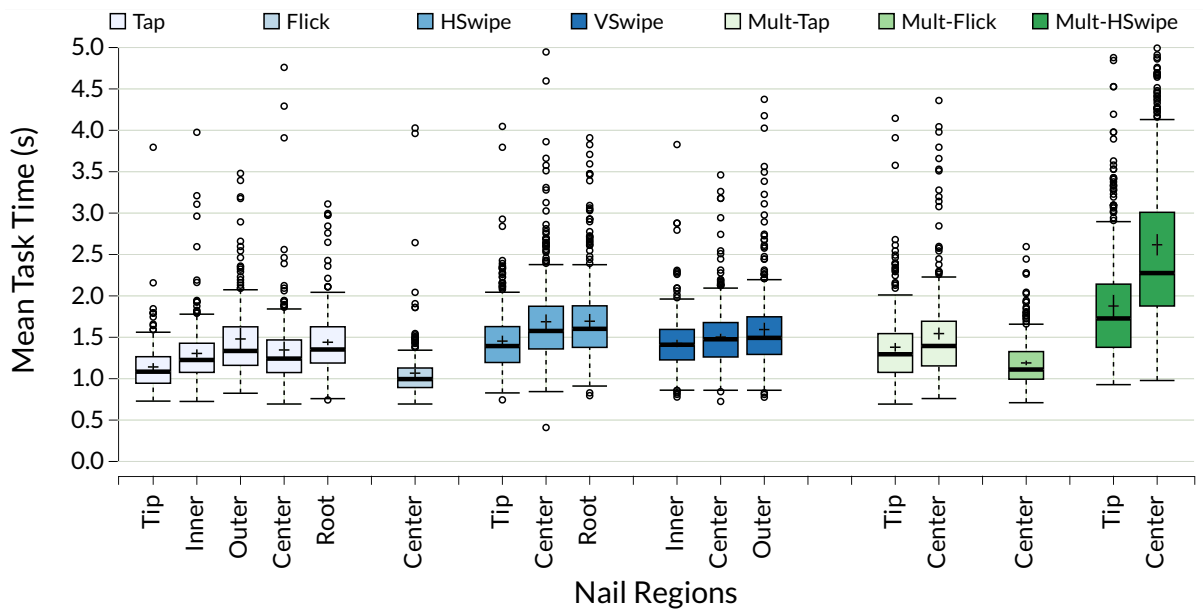 Tap Flick HSwipe VSwipe Mult-Tap Mult-Flick Mult-HSwipe
Mean Task Time (s)
5.0
4.5
4.0
3.5
3.0
2.5
2.0
1.5
1.0
0.5
0.0
Tip Inner Outer Center Root Center Tip Center Root Inner Center Outer Tip Center Center Tip Center
Nail Regions